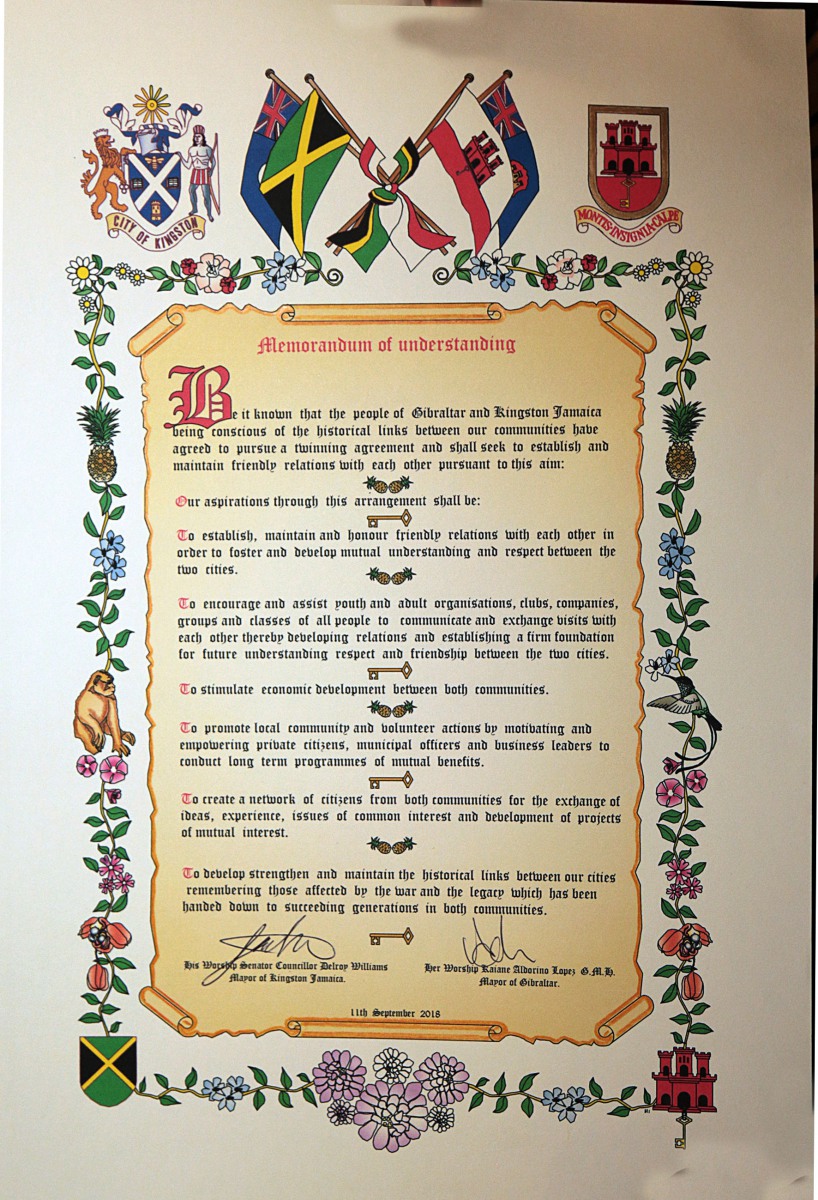 CITY OF KINGSTON
MONTIS·INSIGNIA·CALPE
Memorandum of understanding
Be it known that the people of Gibraltar and Kingston Jamaica
being conscious of the historical links between our communities have
agreed to pursue a twinning agreement and shall seek to establish and
maintain friendly relations with each other pursuant to this aim:
Our aspirations through this arrangement shall be:
To establish, maintain and honour friendly relations with each other in
order to foster and develop mutual understanding and respect between the
two cities.
To encourage and assist youth and adult organisations, clubs, companies,
groups and classes of all people to communicate and exchange visits with
each other thereby developing relations and establishing a firm foundation
for future understanding respect and friendship between the two cities.
To stimulate economic development between both communities.
To promote local community and volunteer actions by motivating and
empowering private citizens, municipal officers and business leaders to
conduct long term programmes of mutual benefits.
To create a network of citizens from both communities for the exchange of
ideas, experience, issues of common interest and development of projects
of mutual interest.
To develop strengthen and maintain the historical links between our cities
remembering those affected by the war and the legacy which has been
handed down to succeeding generations in both communities.
His Worship Senator Councillor Delroy Williams
Mayor of Kingston Jamaica.
Her Worship Kaiane Aldorino Lopez G.M.H.
Mayor of Gibraltar.
11th September 2018